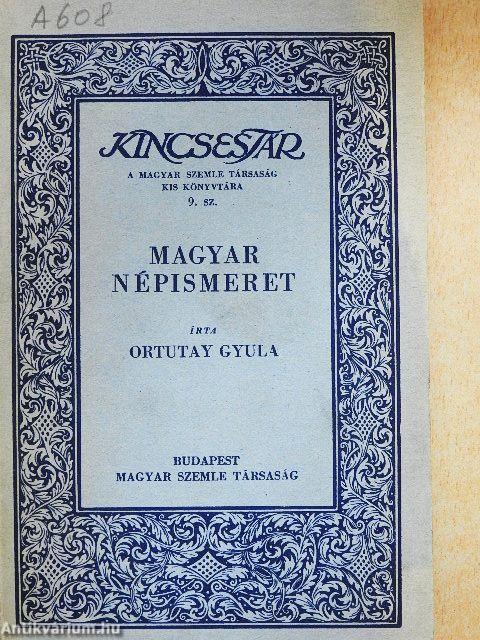 A608
KINCSESTÁR
A MAGYAR SZEMLE TÁRSASÁG
KIS KÖNYVTÁRA
9. SZ.
MAGYAR
NÉPISMERET
ÍRTA
ORTUTAY GYULA
BUDAPEST
MAGYAR SZEMLE TÁRSASÁG
Antikvárium.hu